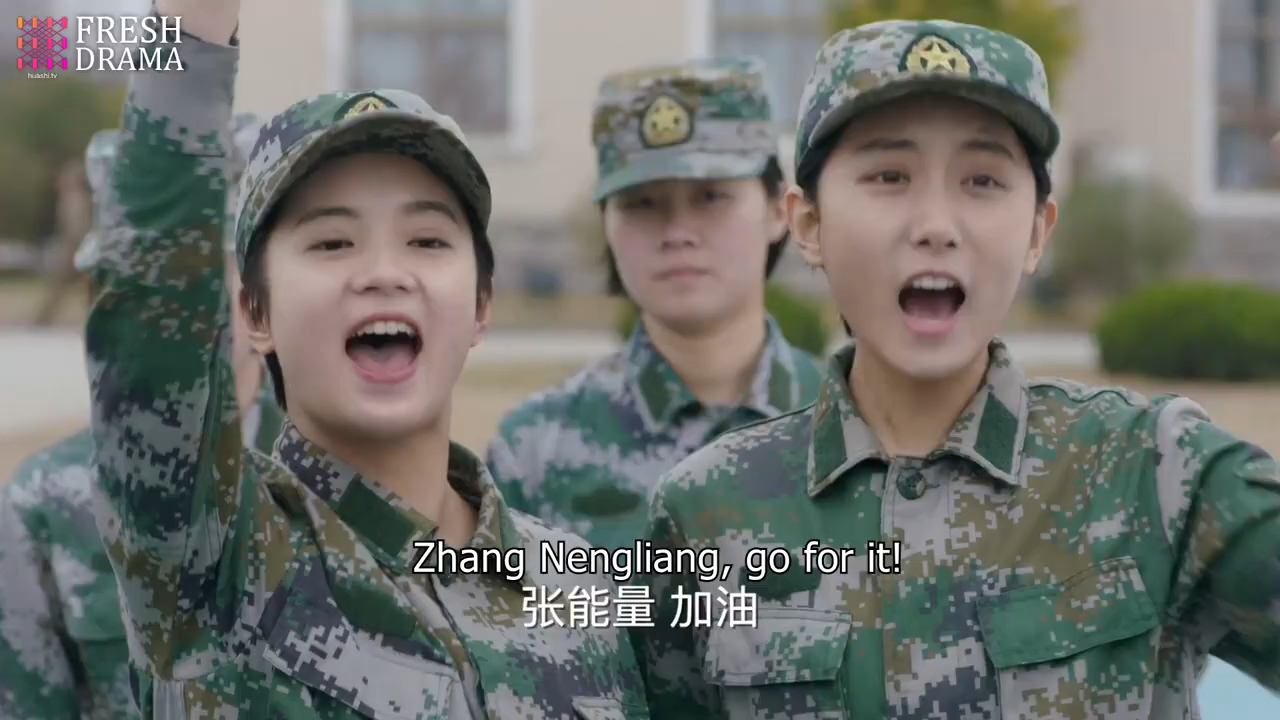 FRESH
DRAMA
huashi.tv
Zhang Nengliang, go for it!
张能量 加油